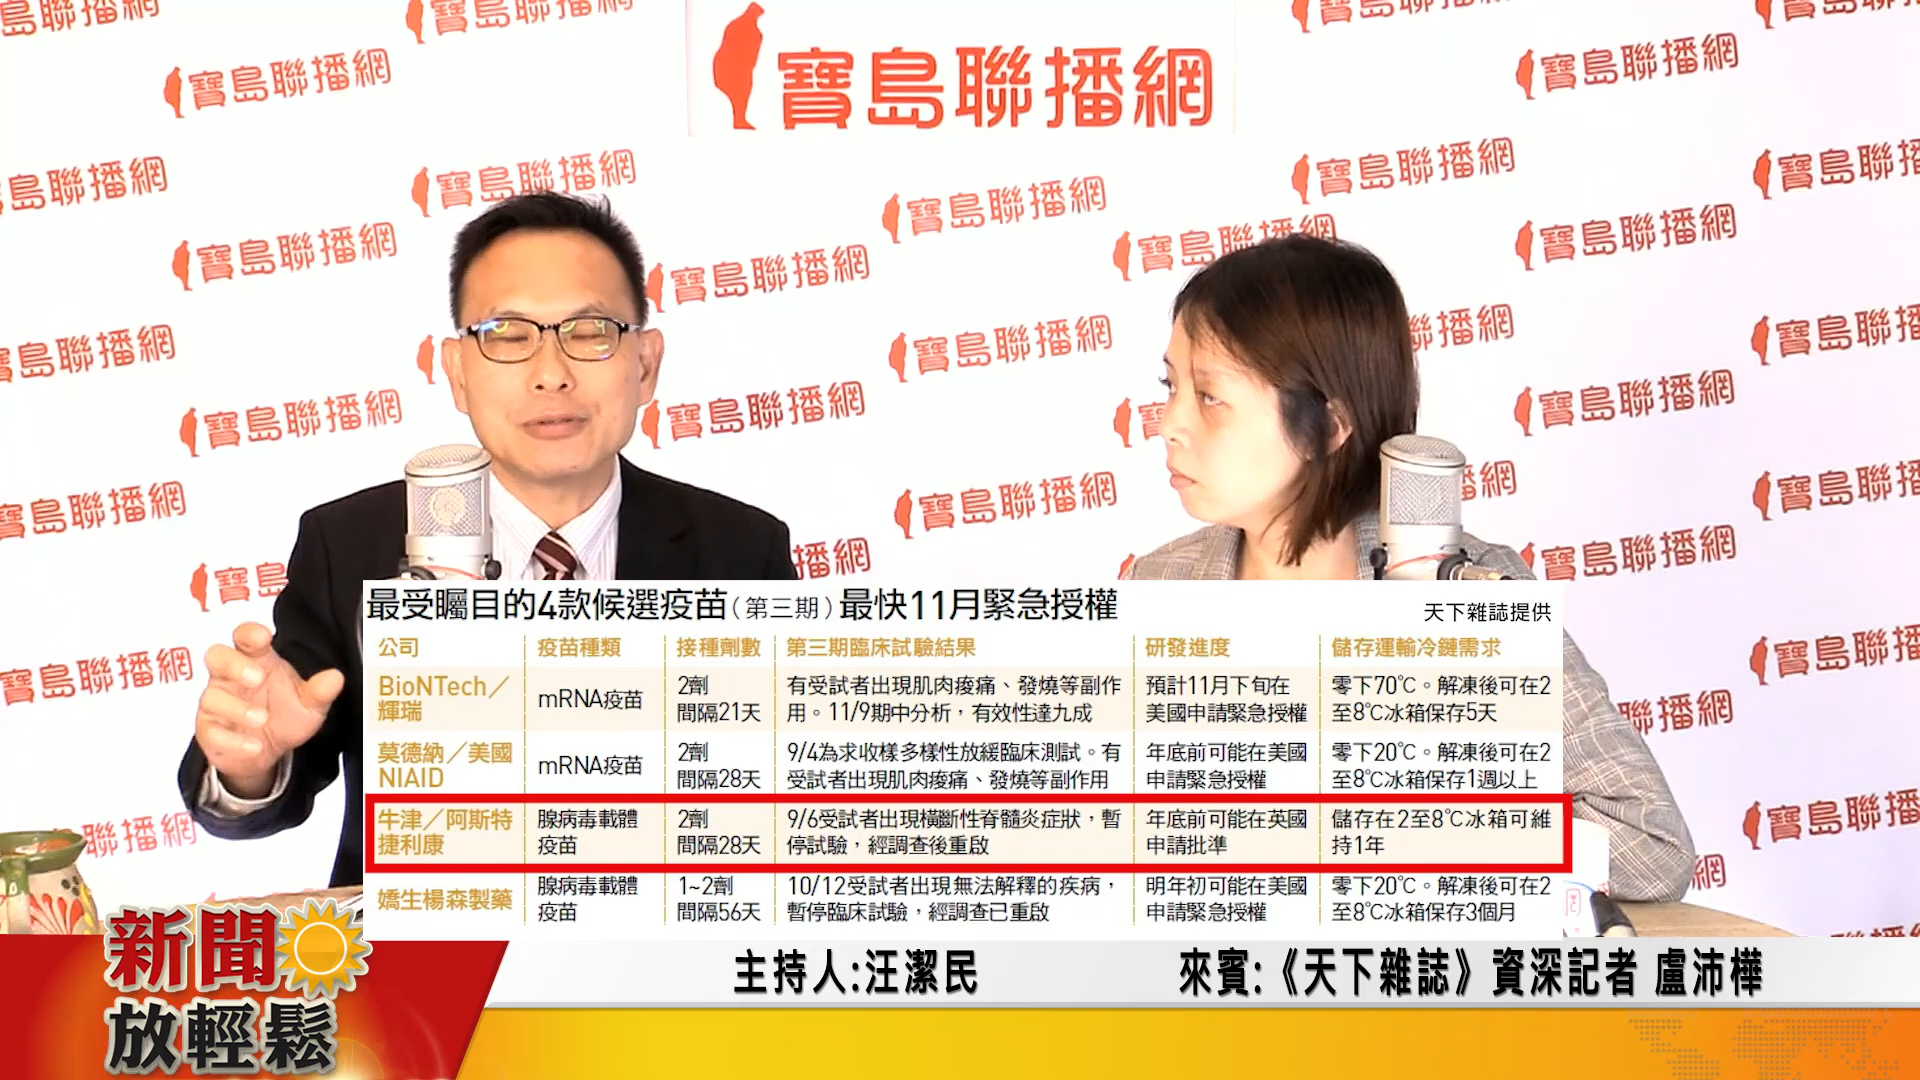 寶島聯播網
最受矚目的4款候選疫苗(第三期)最快11月緊急授權
天下雜誌提供
公司 疫苗種類 接種劑數 第三期臨床試驗結果 研發進度 儲存運輸冷鏈需求
BioNTech／輝瑞
mRNA疫苗
2劑
間隔21天
有受試者出現肌肉痠痛、發燒等副作
用。11/9期中分析，有效性達九成
預計11月下旬在
美國申請緊急授權
零下70℃。解凍後可在2
至8℃冰箱保存5天
莫德納／美國
NIAID
mRNA疫苗
2劑
間隔28天
9/4為求收樣多樣性放緩臨床測試。有
受試者出現肌肉痠痛、發燒等副作用
年底前可能在美國
申請緊急授權
零下20℃。解凍後可在2
至8℃冰箱保存1週以上
牛津／阿斯特
捷利康
腺病毒載體
疫苗
2劑
間隔28天
9/6受試者出現橫斷性脊髓炎症狀，暫
停試驗，經調查後重啟
年底前可能在英國
申請批準
儲存在2至8℃冰箱可維
持1年
嬌生楊森製藥
腺病毒載體
疫苗
1~2劑
間隔56天
10/12受試者出現無法解釋的疾病，
暫停臨床試驗，經調查已重啟
明年初可能在美國
申請緊急授權
零下20℃。解凍後可在2
至8℃冰箱保存3個月
新聞
放輕鬆
主持人:汪潔民
來賓:《天下雜誌》資深記者 盧沛樺